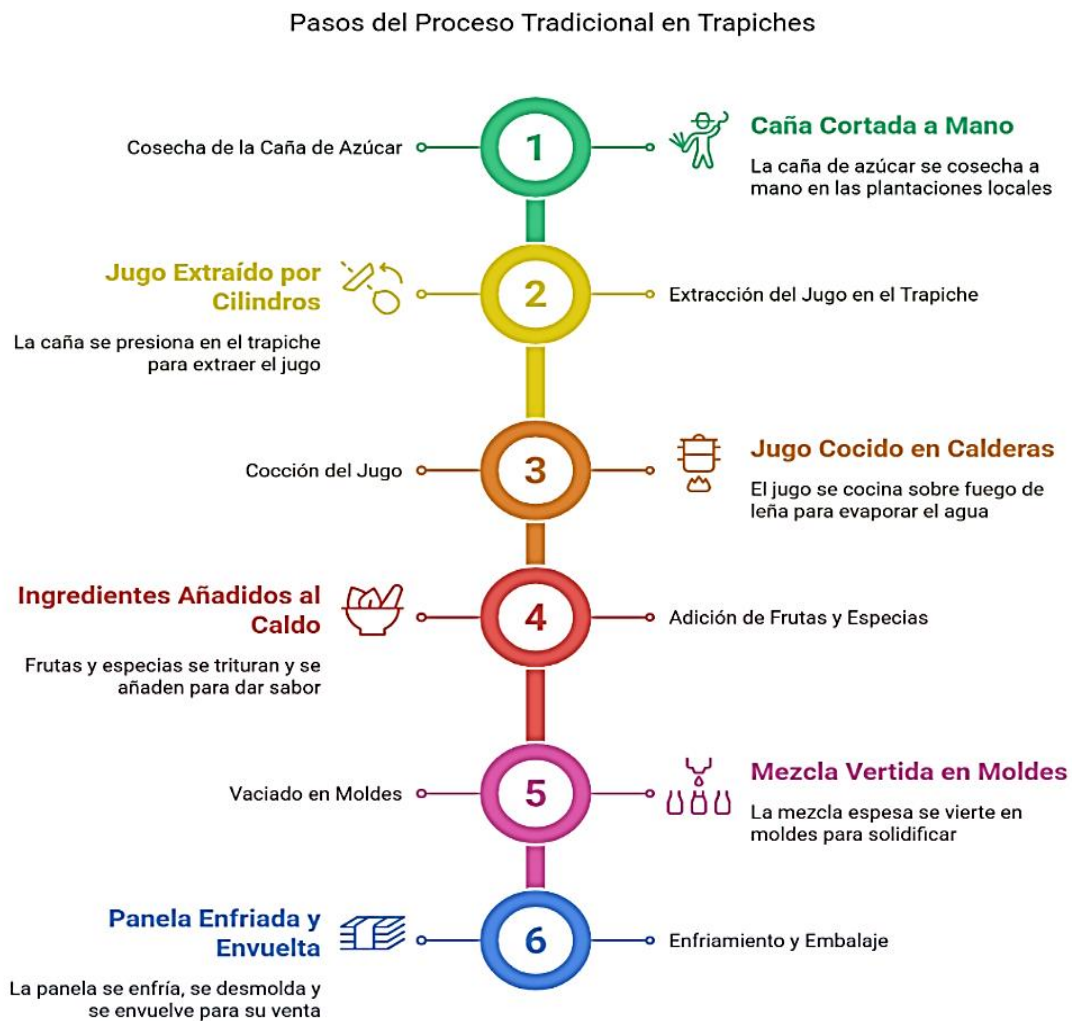 Pasos del Proceso Tradicional en Trapiches
Cosecha de la Caña de Azúcar
1
Caña Cortada a Mano
La caña de azúcar se cosecha a
mano en las plantaciones locales
Jugo Extraído por
Cilindros
La caña se presiona en el trapiche
para extraer el jugo
2
Extracción del Jugo en el Trapiche
Cocción del Jugo
3
Jugo Cocido en Calderas
El jugo se cocina sobre fuego de
leña para evaporar el agua
Ingredientes Añadidos al
Caldo
Frutas y especias se trituran y se
añaden para dar sabor
4
Adición de Frutas y Especias
Vaciado en Moldes
5
Mezcla Vertida en Moldes
La mezcla espesa se vierte en
moldes para solidificar
Panela Enfriada y
Envuelta
La panela se enfría, se desmolda y
se envuelve para su venta
6
Enfriamiento y Embalaje